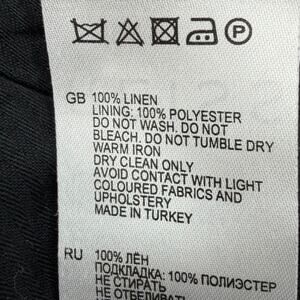 P
GB 100% LINEN
LINING: 100% POLYESTER
DO NOT WASH. DO NOT
BLEACH. DO NOT TUMBLE DRY
WARM IRON
DRY CLEAN ONLY
AVOID CONTACT WITH LIGHT
COLOURED FABRICS AND
UPHOLSTERY
MADE IN TURKEY
RU 100% ЛЁН
ПОДКЛАДКА: 100% ПОЛИЭСТЕР
НЕ СТИРАТЬ
НЕ ОТБЕЛИВАТЬ